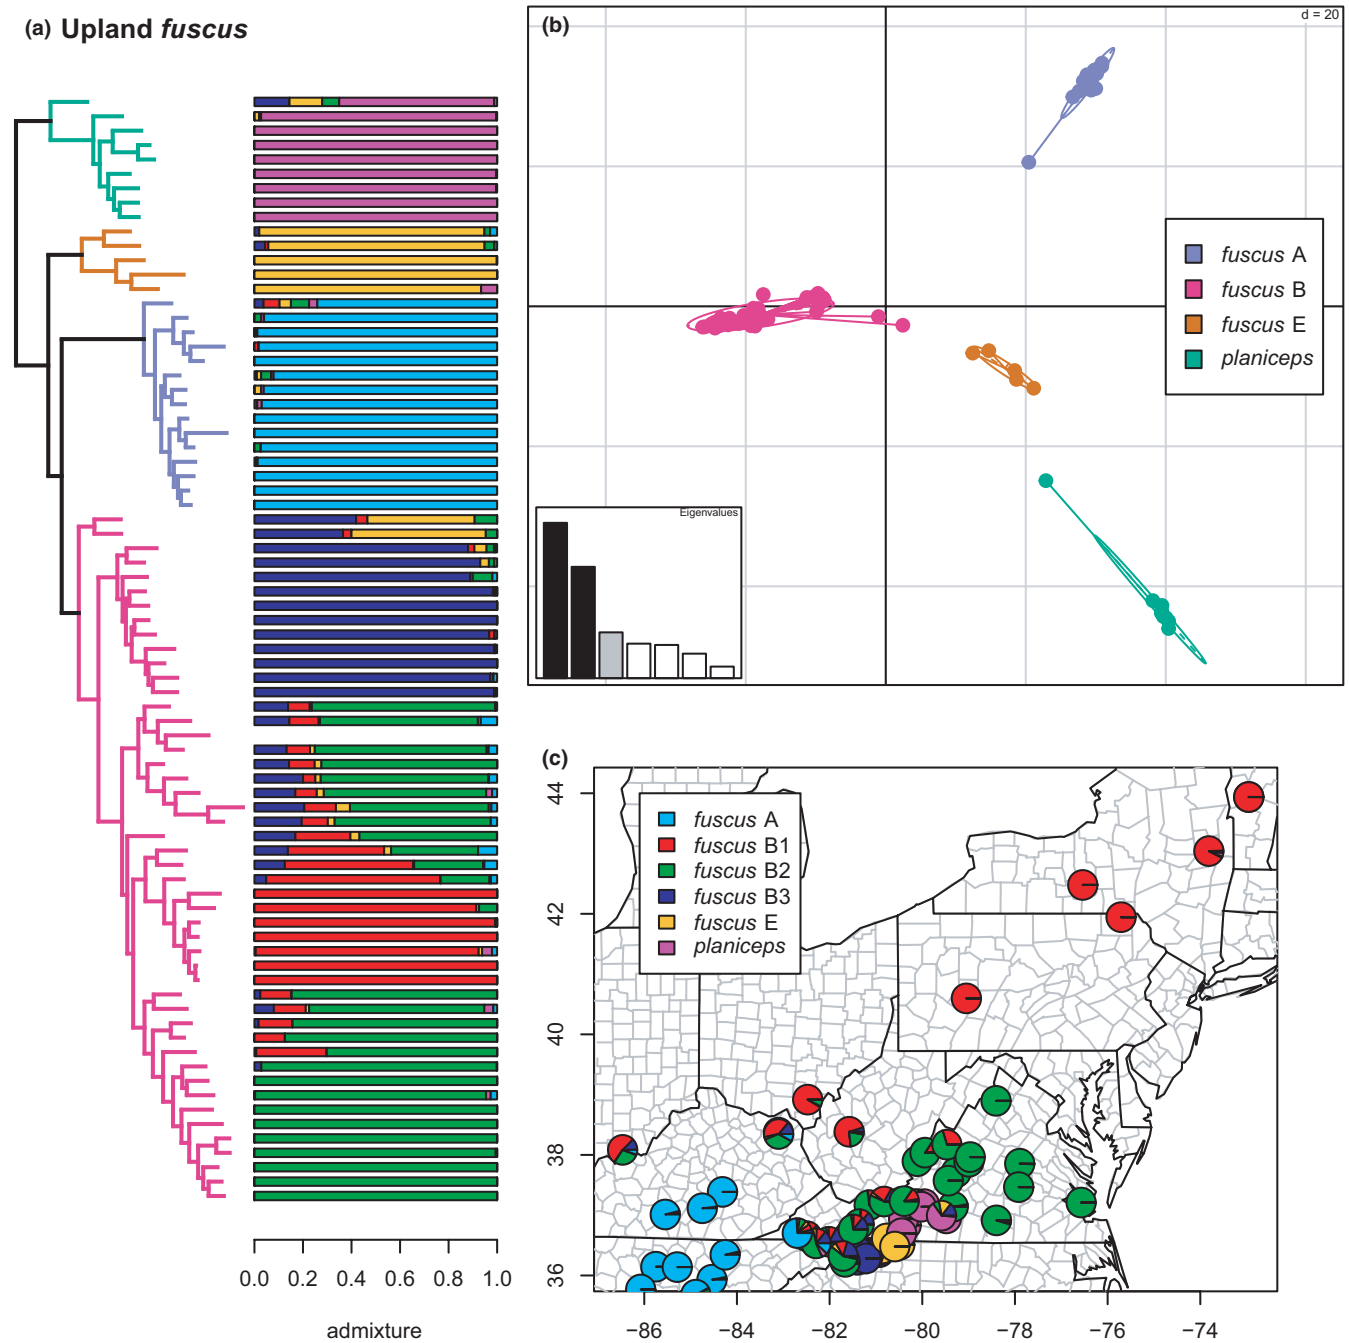 (a) Upland fuscus
0.0 0.2 0.4 0.6 0.8 1.0
admixture
(b)
d = 20
fuscus A
fuscus B
fuscus E
planiceps
Eigenvalues
(c)
fuscus A
fuscus B1
fuscus B2
fuscus B3
fuscus E
planiceps
44
42
40
38
36
−86 −84 −82 −80 −78 −76 −74